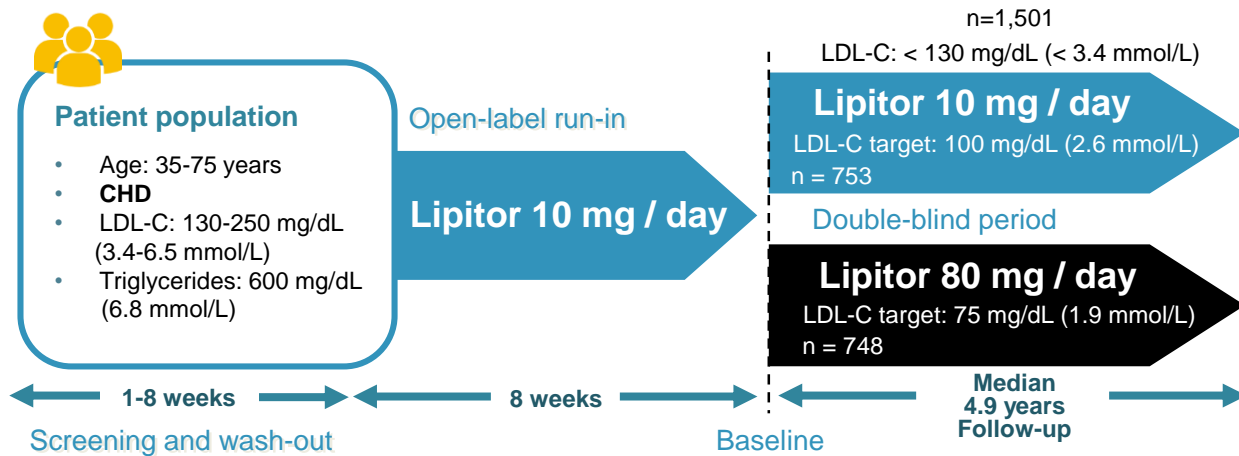 Patient population
• Age: 35-75 years
• CHD
• LDL-C: 130-250 mg/dL
(3.4-6.5 mmol/L)
• Triglycerides: 600 mg/dL
(6.8 mmol/L)
Open-label run-in
Lipitor 10 mg / day
n=1,501
LDL-C: < 130 mg/dL (< 3.4 mmol/L)
Lipitor 10 mg / day
LDL-C target: 100 mg/dL (2.6 mmol/L)
n = 753
Double-blind period
Lipitor 80 mg / day
LDL-C target: 75 mg/dL (1.9 mmol/L)
n = 748
1-8 weeks
8 weeks
Median
4.9 years
Follow-up
Screening and wash-out
Baseline